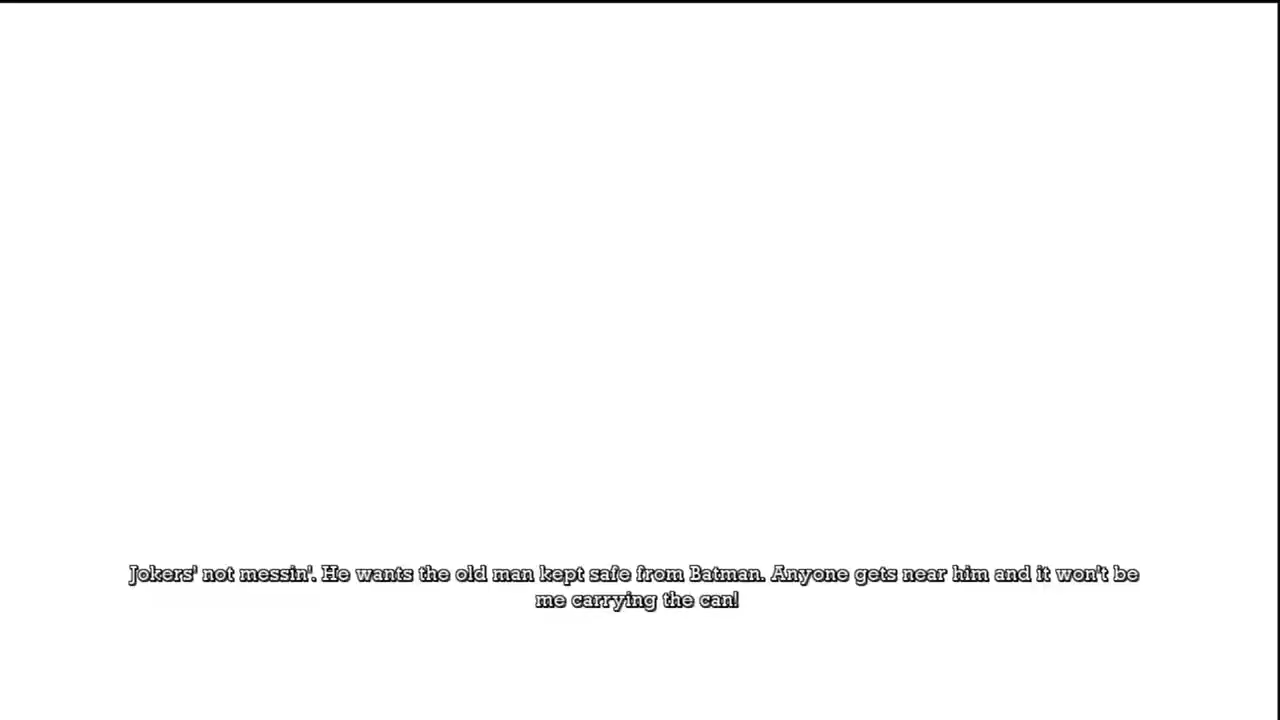 Jokers' not messin'. He wants the old man kept safe from Batman. Anyone gets near him and it won't be
me carrying the can!